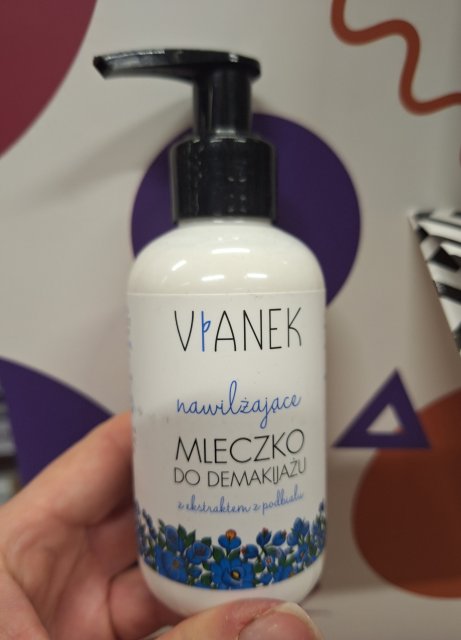 VIANEK
nawilżające
MLECZKO
DO DEMAKIJAŻU
z ekstraktem z podbiału